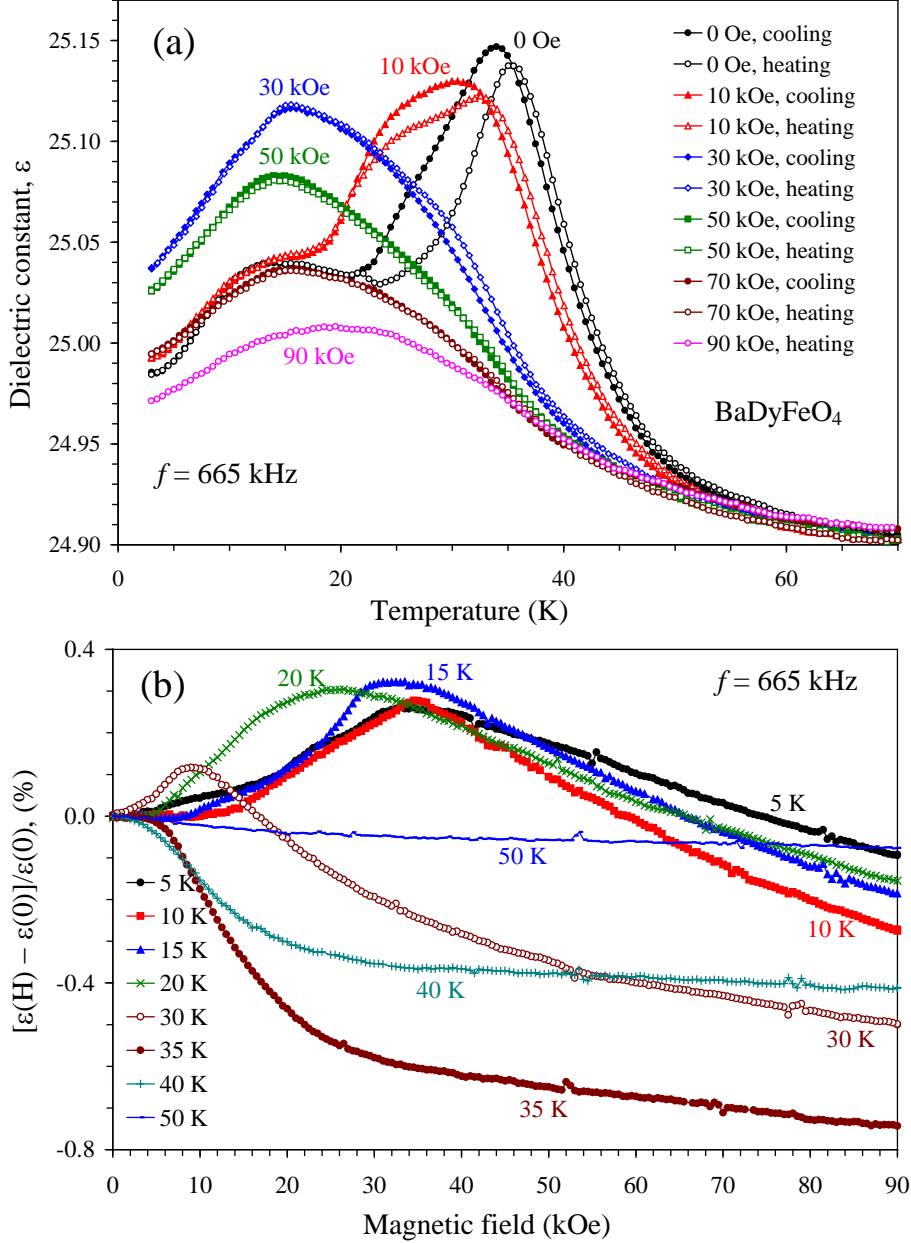 (a)
0 Oe
10 kOe
30 kOe
50 kOe
70 kOe
90 kOe
0 Oe, cooling
0 Oe, heating
10 kOe, cooling
10 kOe, heating
30 kOe, cooling
30 kOe, heating
50 kOe, cooling
50 kOe, heating
70 kOe, cooling
70 kOe, heating
90 kOe, heating
BaDyFeO₄
f = 665 kHz
Dielectric constant, ε
25.15
25.10
25.05
25.00
24.95
24.90
0
20
40
60
Temperature (K)
(b)
f = 665 kHz
20 K
15 K
5 K
50 K
10 K
40 K
30 K
35 K
5 K
10 K
15 K
20 K
30 K
35 K
40 K
50 K
[ε(H) − ε(0)]/ε(0), (%)
0.4
0.0
-0.4
-0.8
0
10
20
30
40
50
60
70
80
90
Magnetic field (kOe)